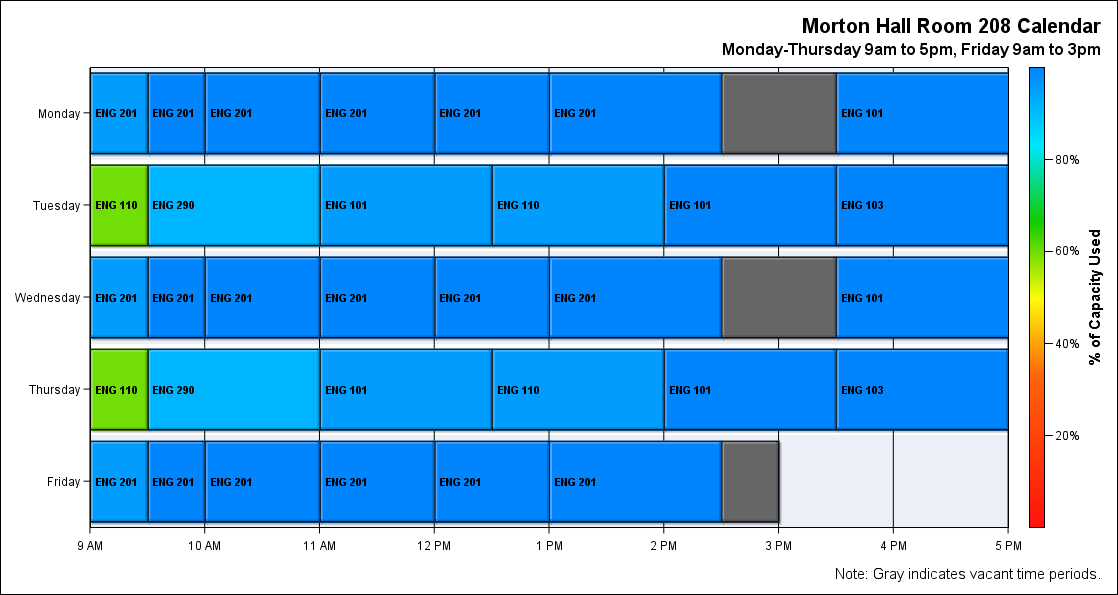 Morton Hall Room 208 Calendar
Monday-Thursday 9am to 5pm, Friday 9am to 3pm
Monday ENG 201 ENG 201 ENG 201 ENG 201 ENG 201 ENG 201 ENG 101
Tuesday ENG 110 ENG 290 ENG 101 ENG 110 ENG 101 ENG 103
Wednesday ENG 201 ENG 201 ENG 201 ENG 201 ENG 201 ENG 201 ENG 101
Thursday ENG 110 ENG 290 ENG 101 ENG 110 ENG 101 ENG 103
Friday ENG 201 ENG 201 ENG 201 ENG 201 ENG 201 ENG 201
9 AM 10 AM 11 AM 12 PM 1 PM 2 PM 3 PM 4 PM 5 PM
80%
60%
40%
20%
% of Capacity Used
Note: Gray indicates vacant time periods.